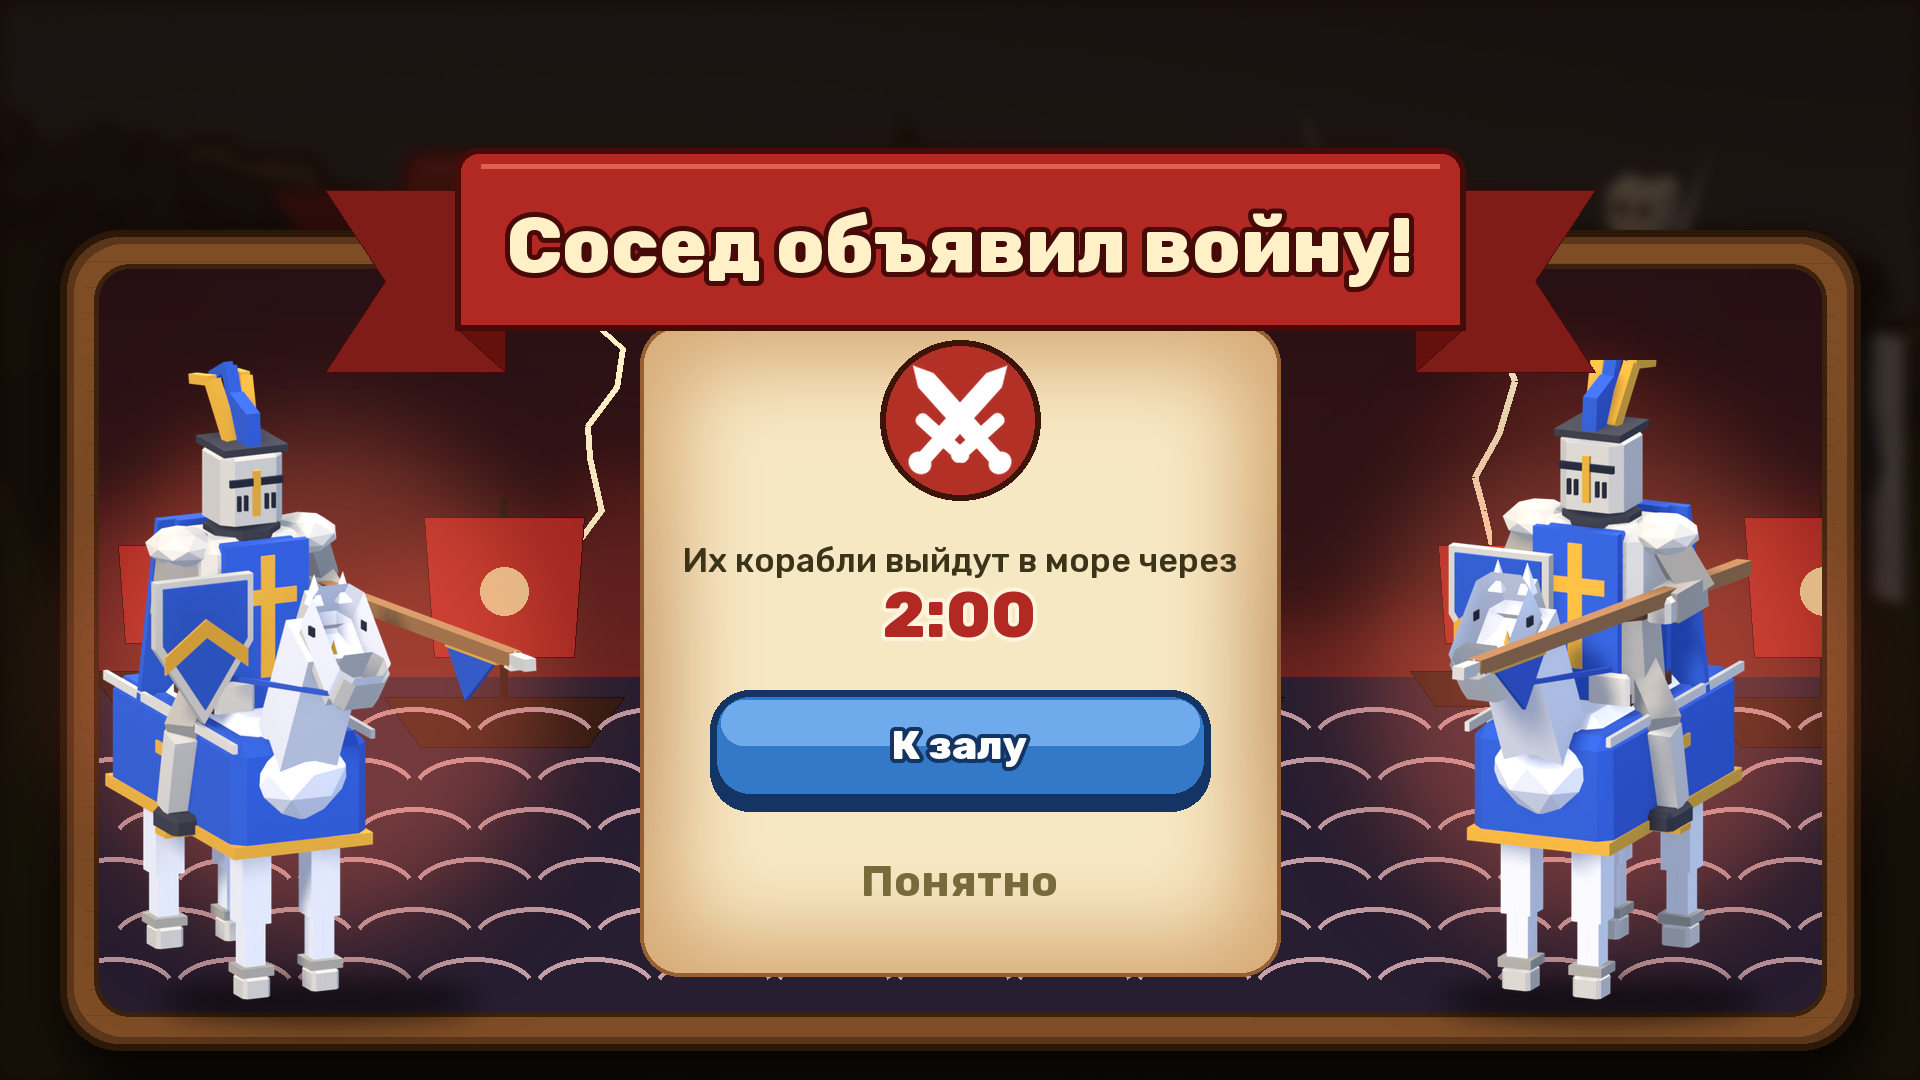 Сосед объявил войну!
Их корабли выйдут в море через
2:00
К залу
Понятно